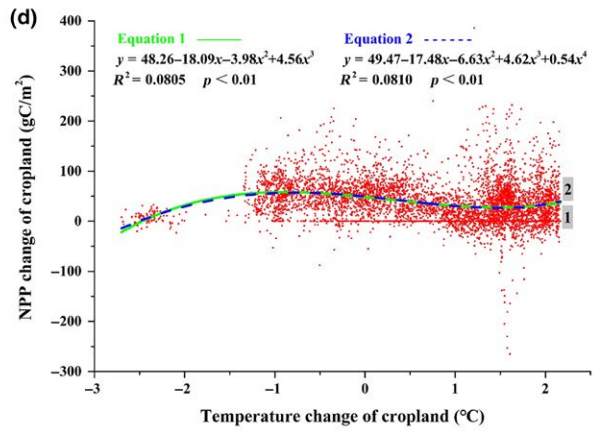 (d)
Equation 1
Equation 2
y = 48.26–18.09x–3.98x²+4.56x³
y = 49.47–17.48x–6.63x²+4.62x³+0.54x⁴
R² = 0.0805 p < 0.01
R² = 0.0810 p < 0.01
NPP change of cropland (gC/m²)
400
300
200
100
0
−100
−200
−300
2
1
−3
−2
−1
0
1
2
Temperature change of cropland (°C)